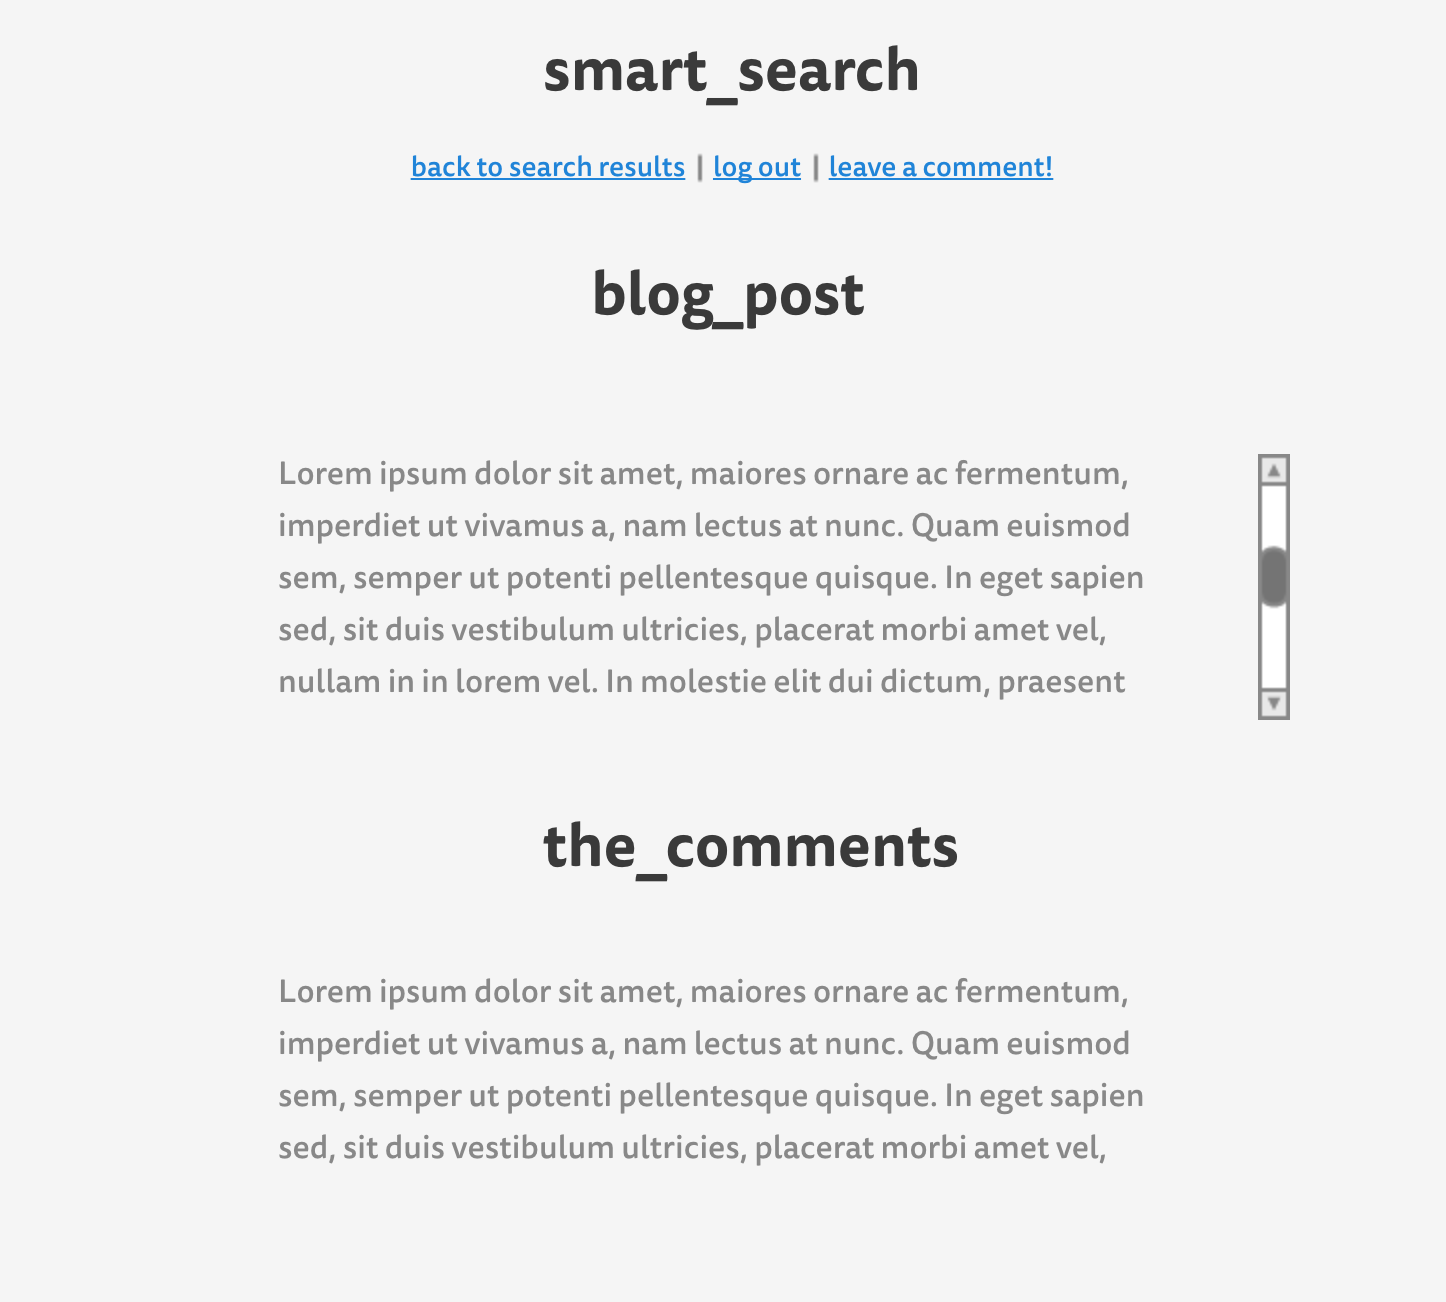 smart_search
back to search results | log out | leave a comment!
blog_post
Lorem ipsum dolor sit amet, maiores ornare ac fermentum,
imperdiet ut vivamus a, nam lectus at nunc. Quam euismod
sem, semper ut potenti pellentesque quisque. In eget sapien
sed, sit duis vestibulum ultricies, placerat morbi amet vel,
nullam in in lorem vel. In molestie elit dui dictum, praesent
the_comments
Lorem ipsum dolor sit amet, maiores ornare ac fermentum,
imperdiet ut vivamus a, nam lectus at nunc. Quam euismod
sem, semper ut potenti pellentesque quisque. In eget sapien
sed, sit duis vestibulum ultricies, placerat morbi amet vel,